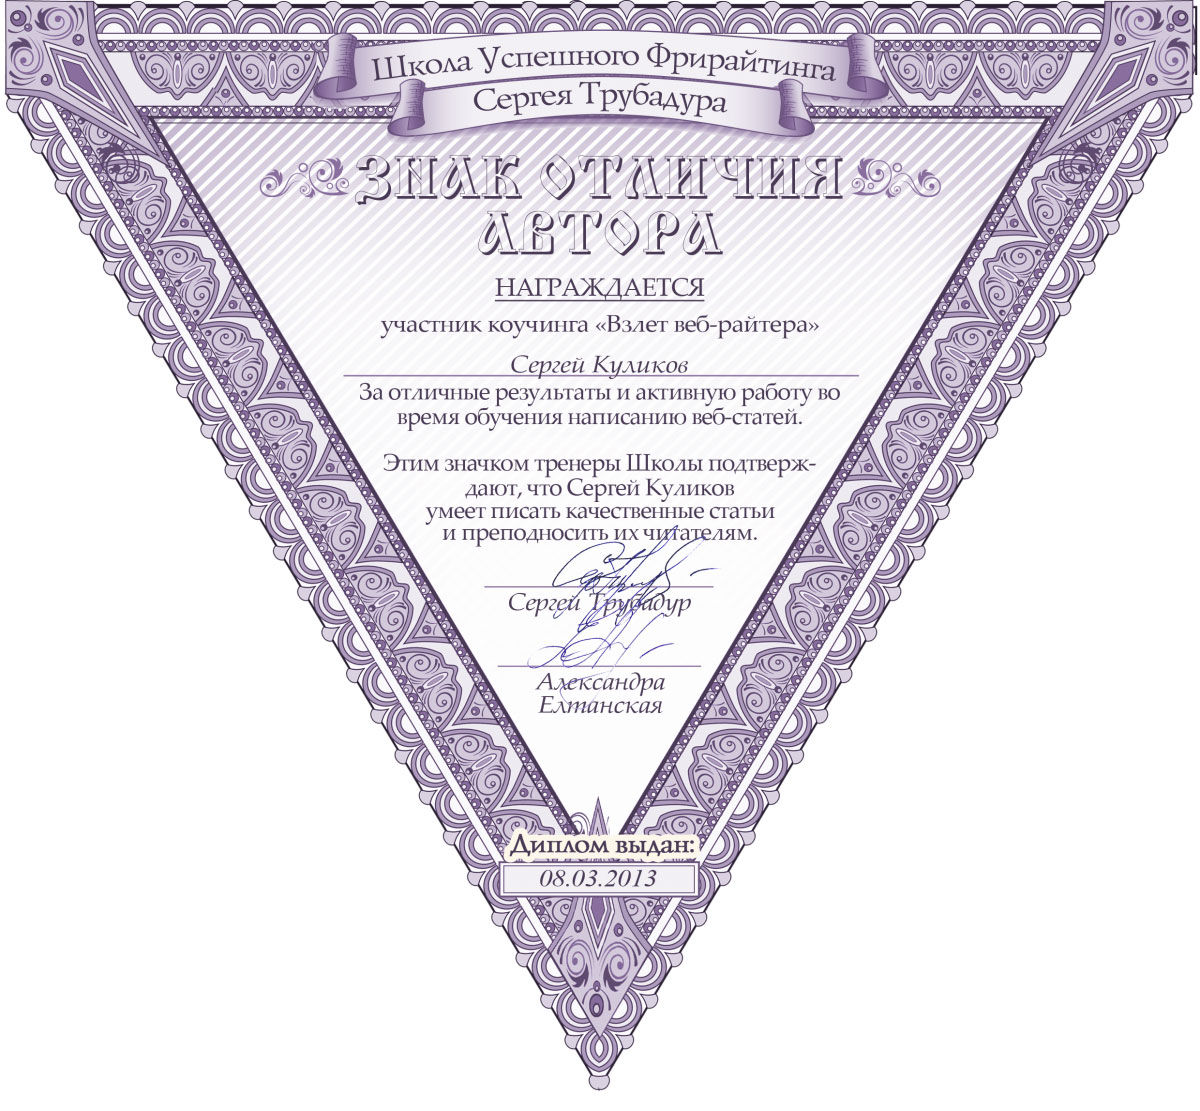 Школа Успешного Фрирайтинга
Сергея Трубадура
ЗНАК ОТЛИЧИЯ
АВТОРА
НАГРАЖДАЕТСЯ
участник коучинга «Взлет веб-райтера»
Сергей Куликов
За отличные результаты и активную работу во
время обучения написанию веб-статей.
Этим значком тренеры Школы подтверж-
дают, что Сергей Куликов
умеет писать качественные статьи
и преподносить их читателям.
Сергей Трубадур
Александра
Елтанская
Диплом выдан:
08.03.2013